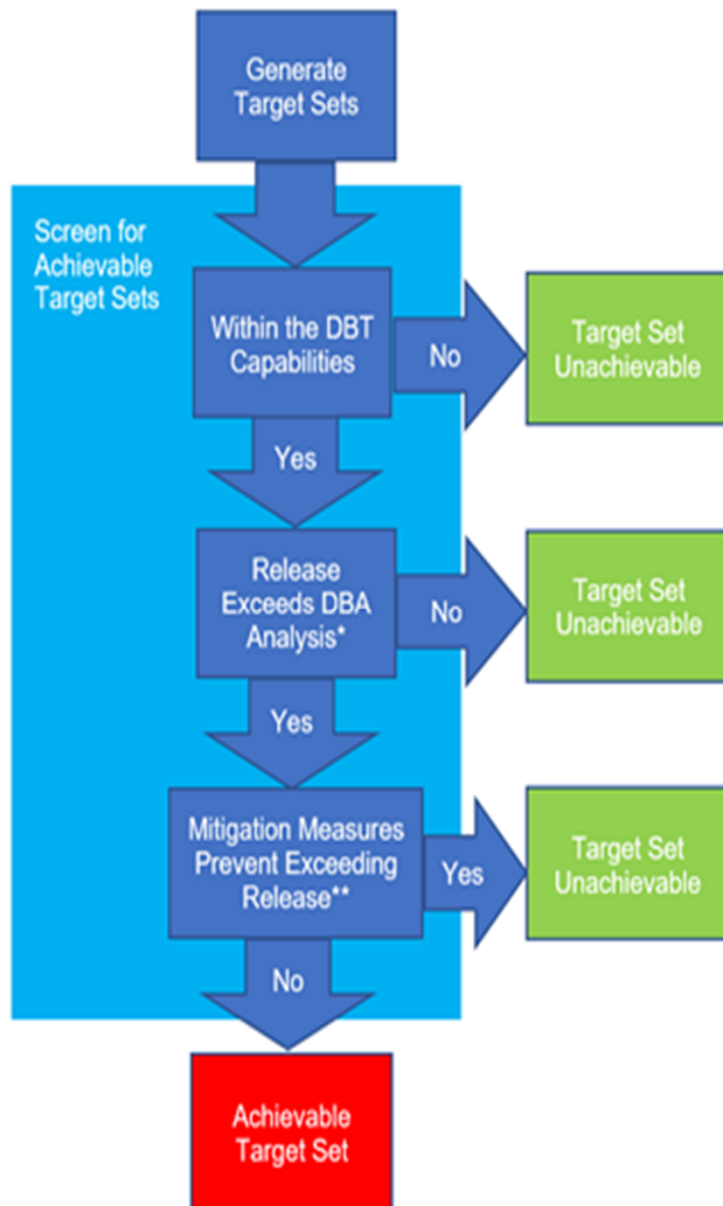 Generate
Target Sets
Screen for
Achievable
Target Sets
Within the DBT
Capabilities
No
Target Set
Unachievable
Yes
Release
Exceeds DBA
Analysis*
No
Target Set
Unachievable
Yes
Mitigation Measures
Prevent Exceeding
Release**
Yes
Target Set
Unachievable
No
Achievable
Target Set